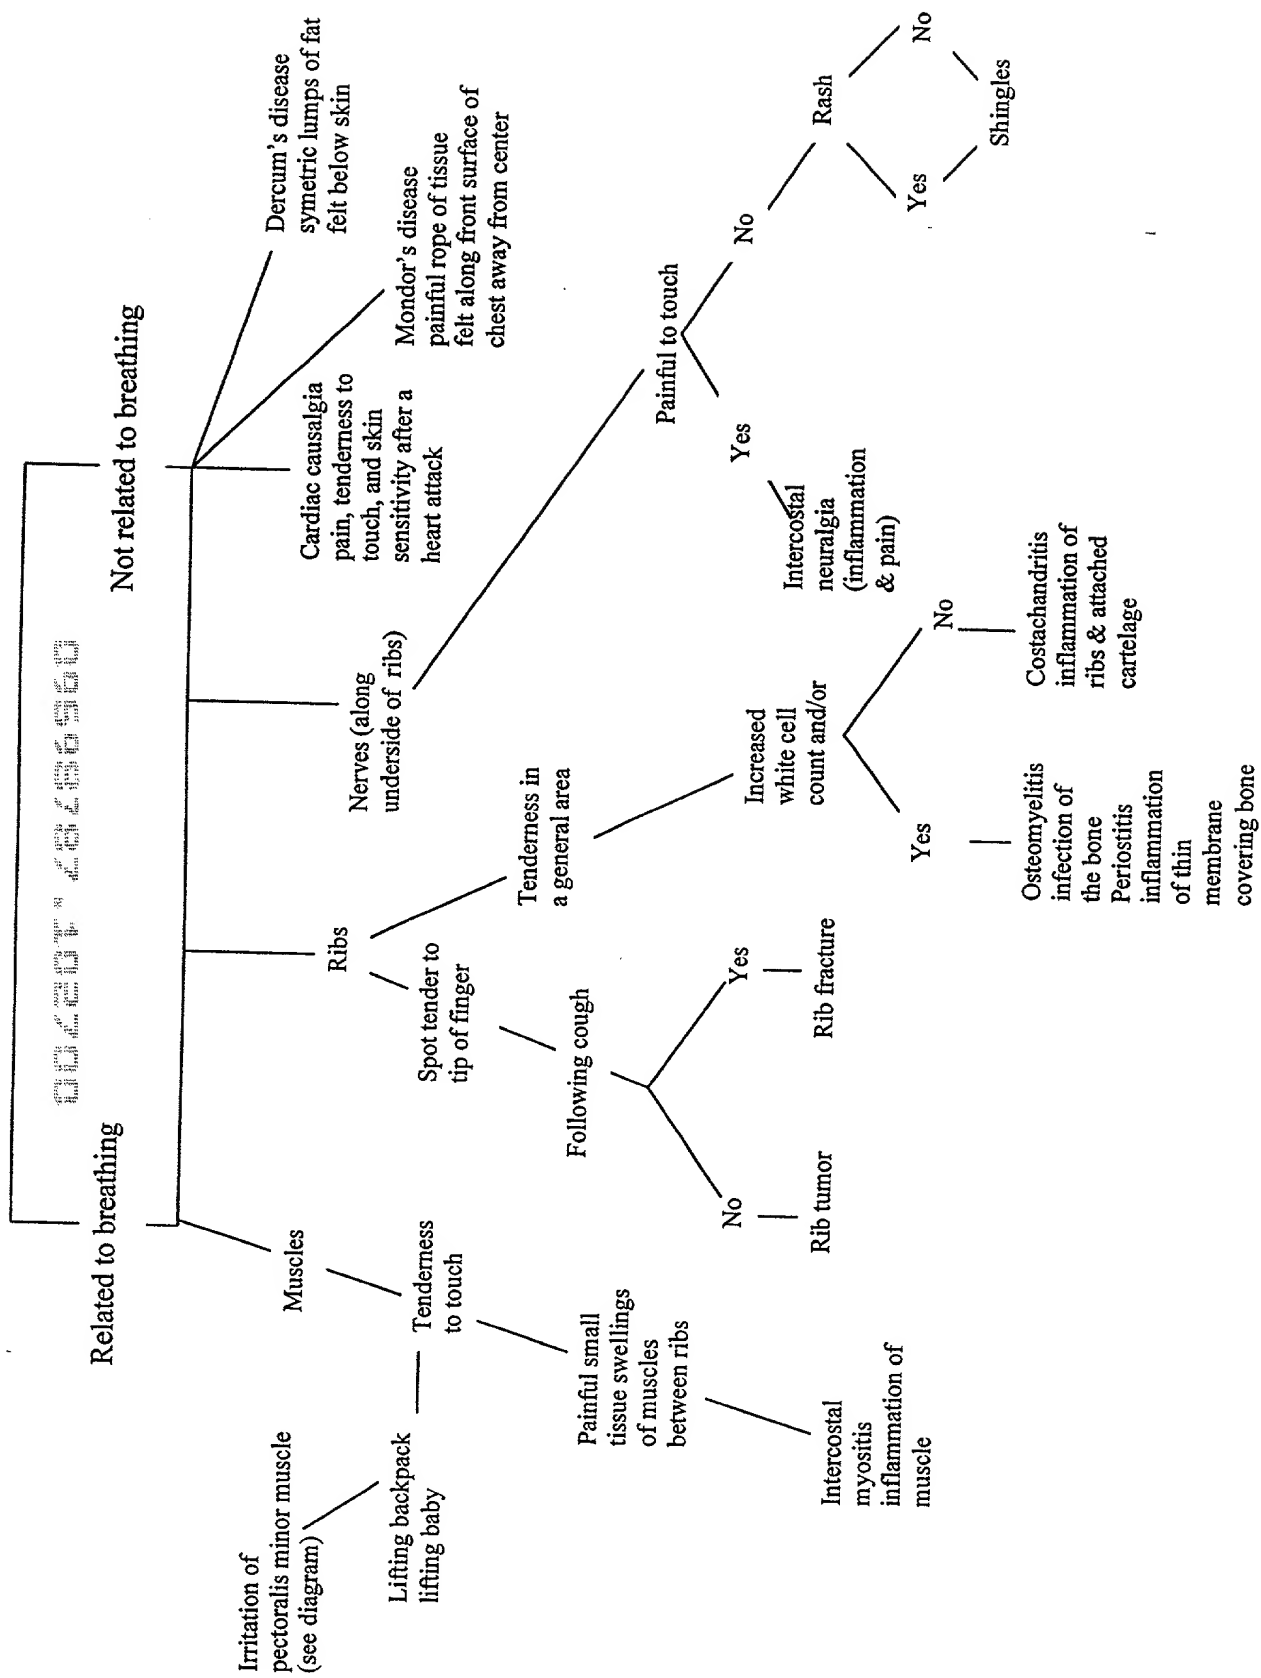 Related to breathing
Not related to breathing
Muscles
Tenderness
to touch
Lifting backpack
lifting baby
Irritation of
pectoralis minor muscle
(see diagram)
Painful small
tissue swellings
of muscles
between ribs
Intercostal
myositis
inflammation of
muscle
Ribs
Spot tender to
tip of finger
Following cough
No
Rib tumor
Yes
Rib fracture
Tenderness in
a general area
Increased
white cell
count and/or
Yes
Osteomyelitis
infection of
the bone
Periostitis
inflammation
of thin
membrane
covering bone
No
Costachandritis
inflammation of
ribs & attached
cartelage
Nerves (along
underside of ribs)
Painful to touch
Yes
Intercostal
neuralgia
(inflammation
& pain)
No
Rash
Yes
No
Shingles
Cardiac causalgia
pain, tenderness to
touch, and skin
sensitivity after a
heart attack
Mondor's disease
painful rope of tissue
felt along front surface of
chest away from center
Dercum's disease
symetric lumps of fat
felt below skin